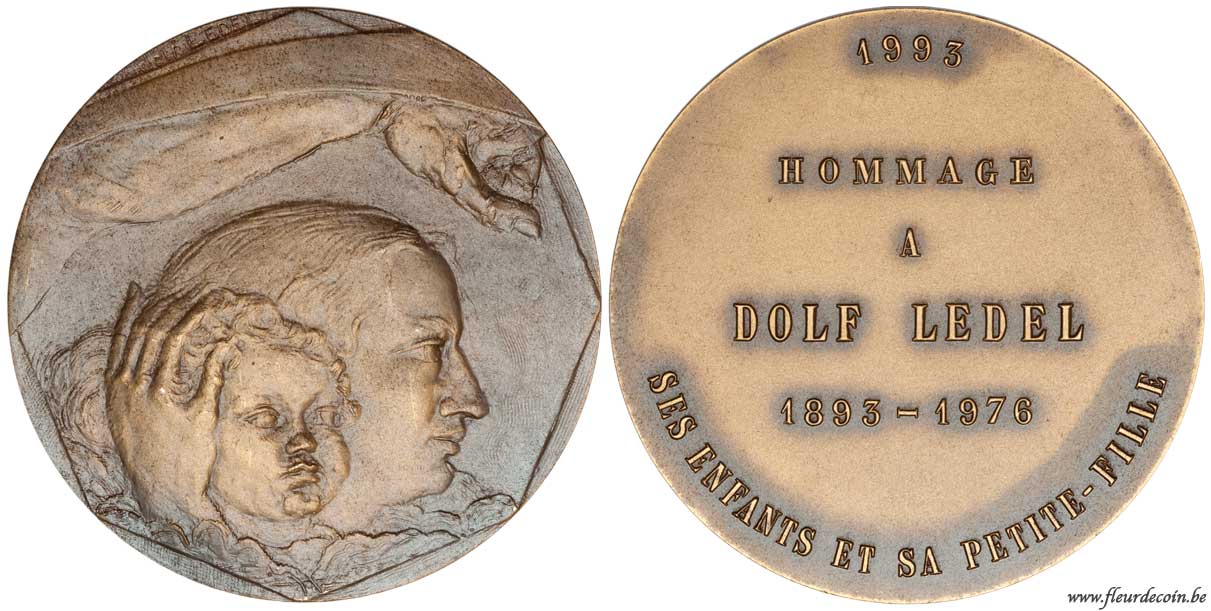 1993
HOMMAGE
A
DOLF LEDEL
1893 – 1976
SES ENFANTS ET SA PETITE-FILLE
www.fleurdecoin.be